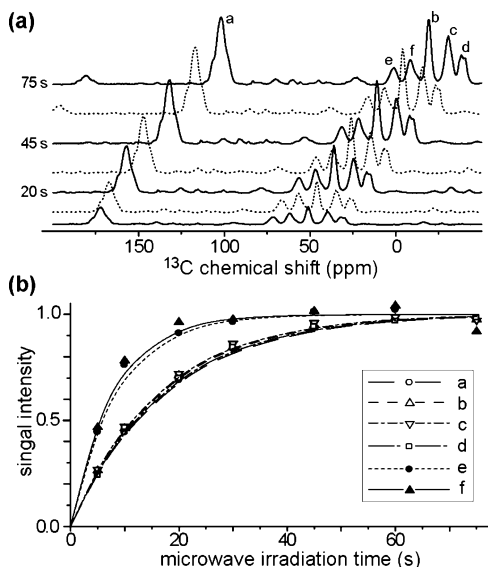 (a)
a
b
c
d
e
f
75 s
45 s
20 s
150 100 50 0
¹³C chemical shift (ppm)
(b)
1.0
0.5
0.0
singal intensity
a
b
c
d
e
f
0 20 40 60
microwave irradiation time (s)